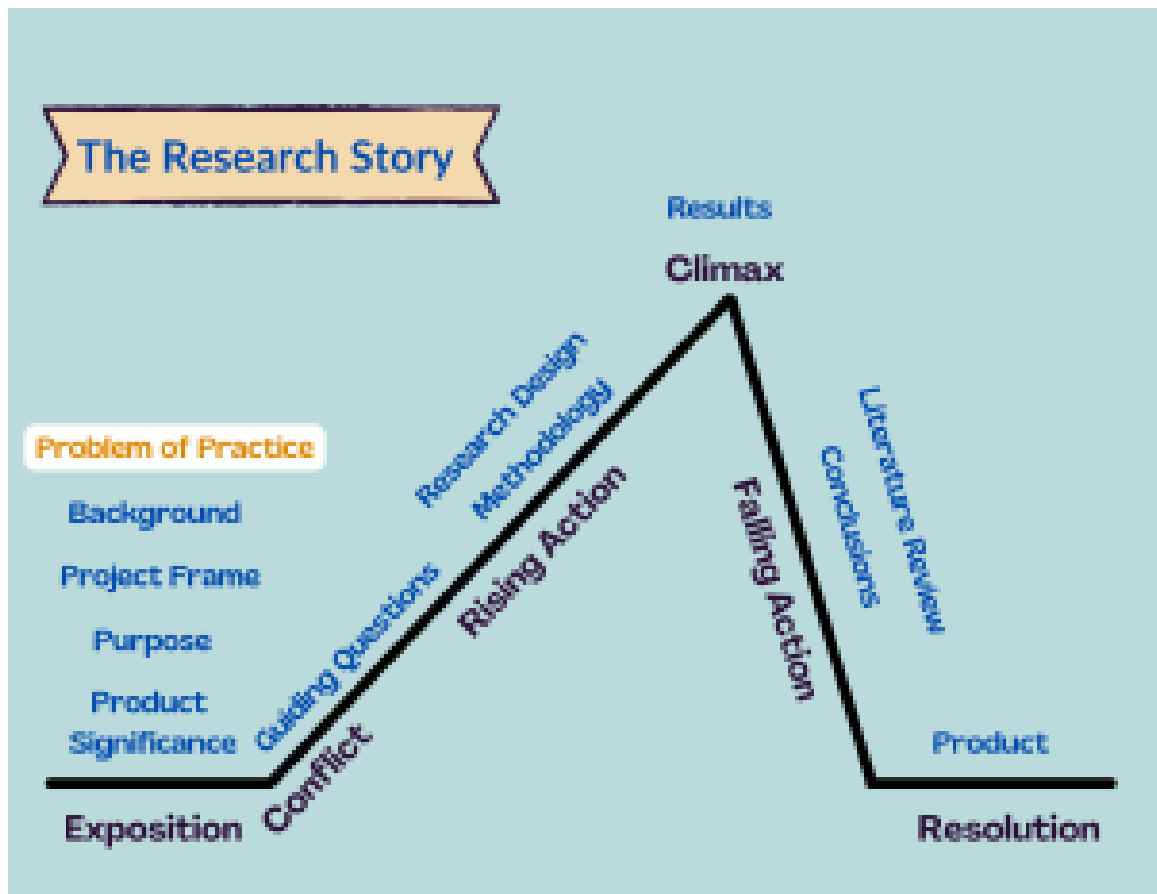 The Research Story
Results
Climax
Research Design
Methodology
Rising Action
Literature Review
Conclusions
Falling Action
Problem of Practice
Background
Project Frame
Purpose
Product
Significance
Guiding Questions
Conflict
Product
Exposition
Resolution